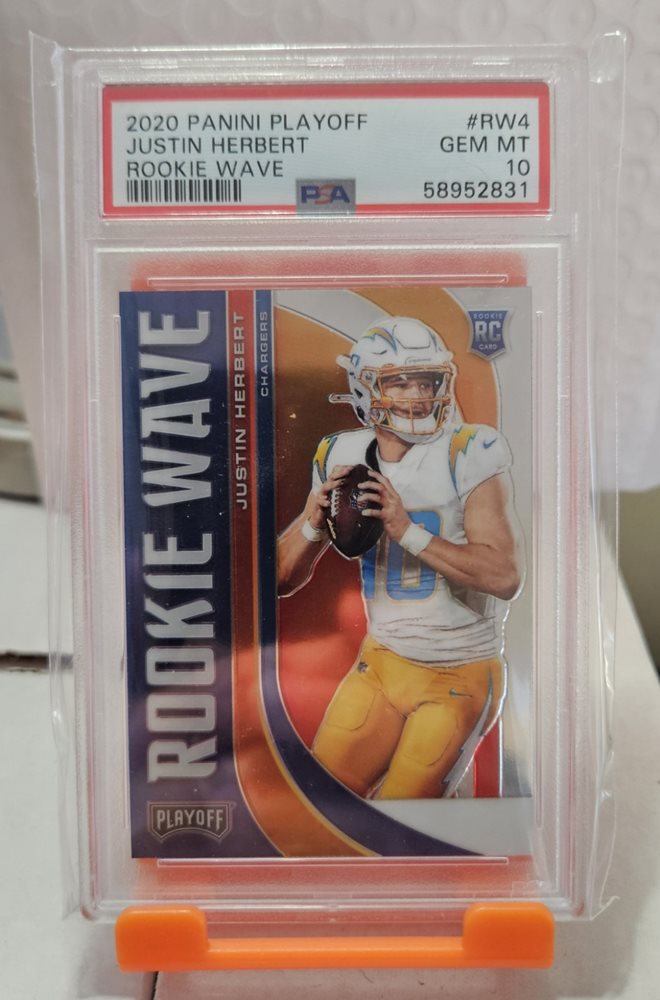 2020 PANINI PLAYOFF #RW4
JUSTIN HERBERT GEM MT
ROOKIE WAVE 10
PSA 58952831
ROOKIE WAVE
JUSTIN HERBERT
CHARGERS
ROOKIE
RC
CARD
10
PLAYOFF